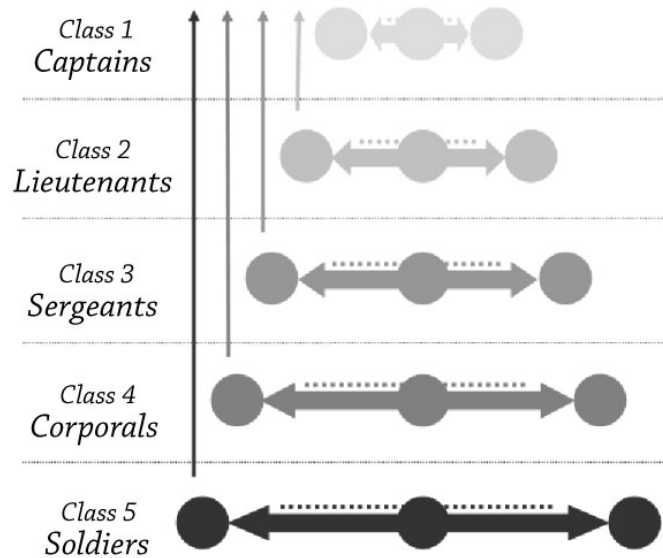 Class 1
Captains
Class 2
Lieutenants
Class 3
Sergeants
Class 4
Corporals
Class 5
Soldiers